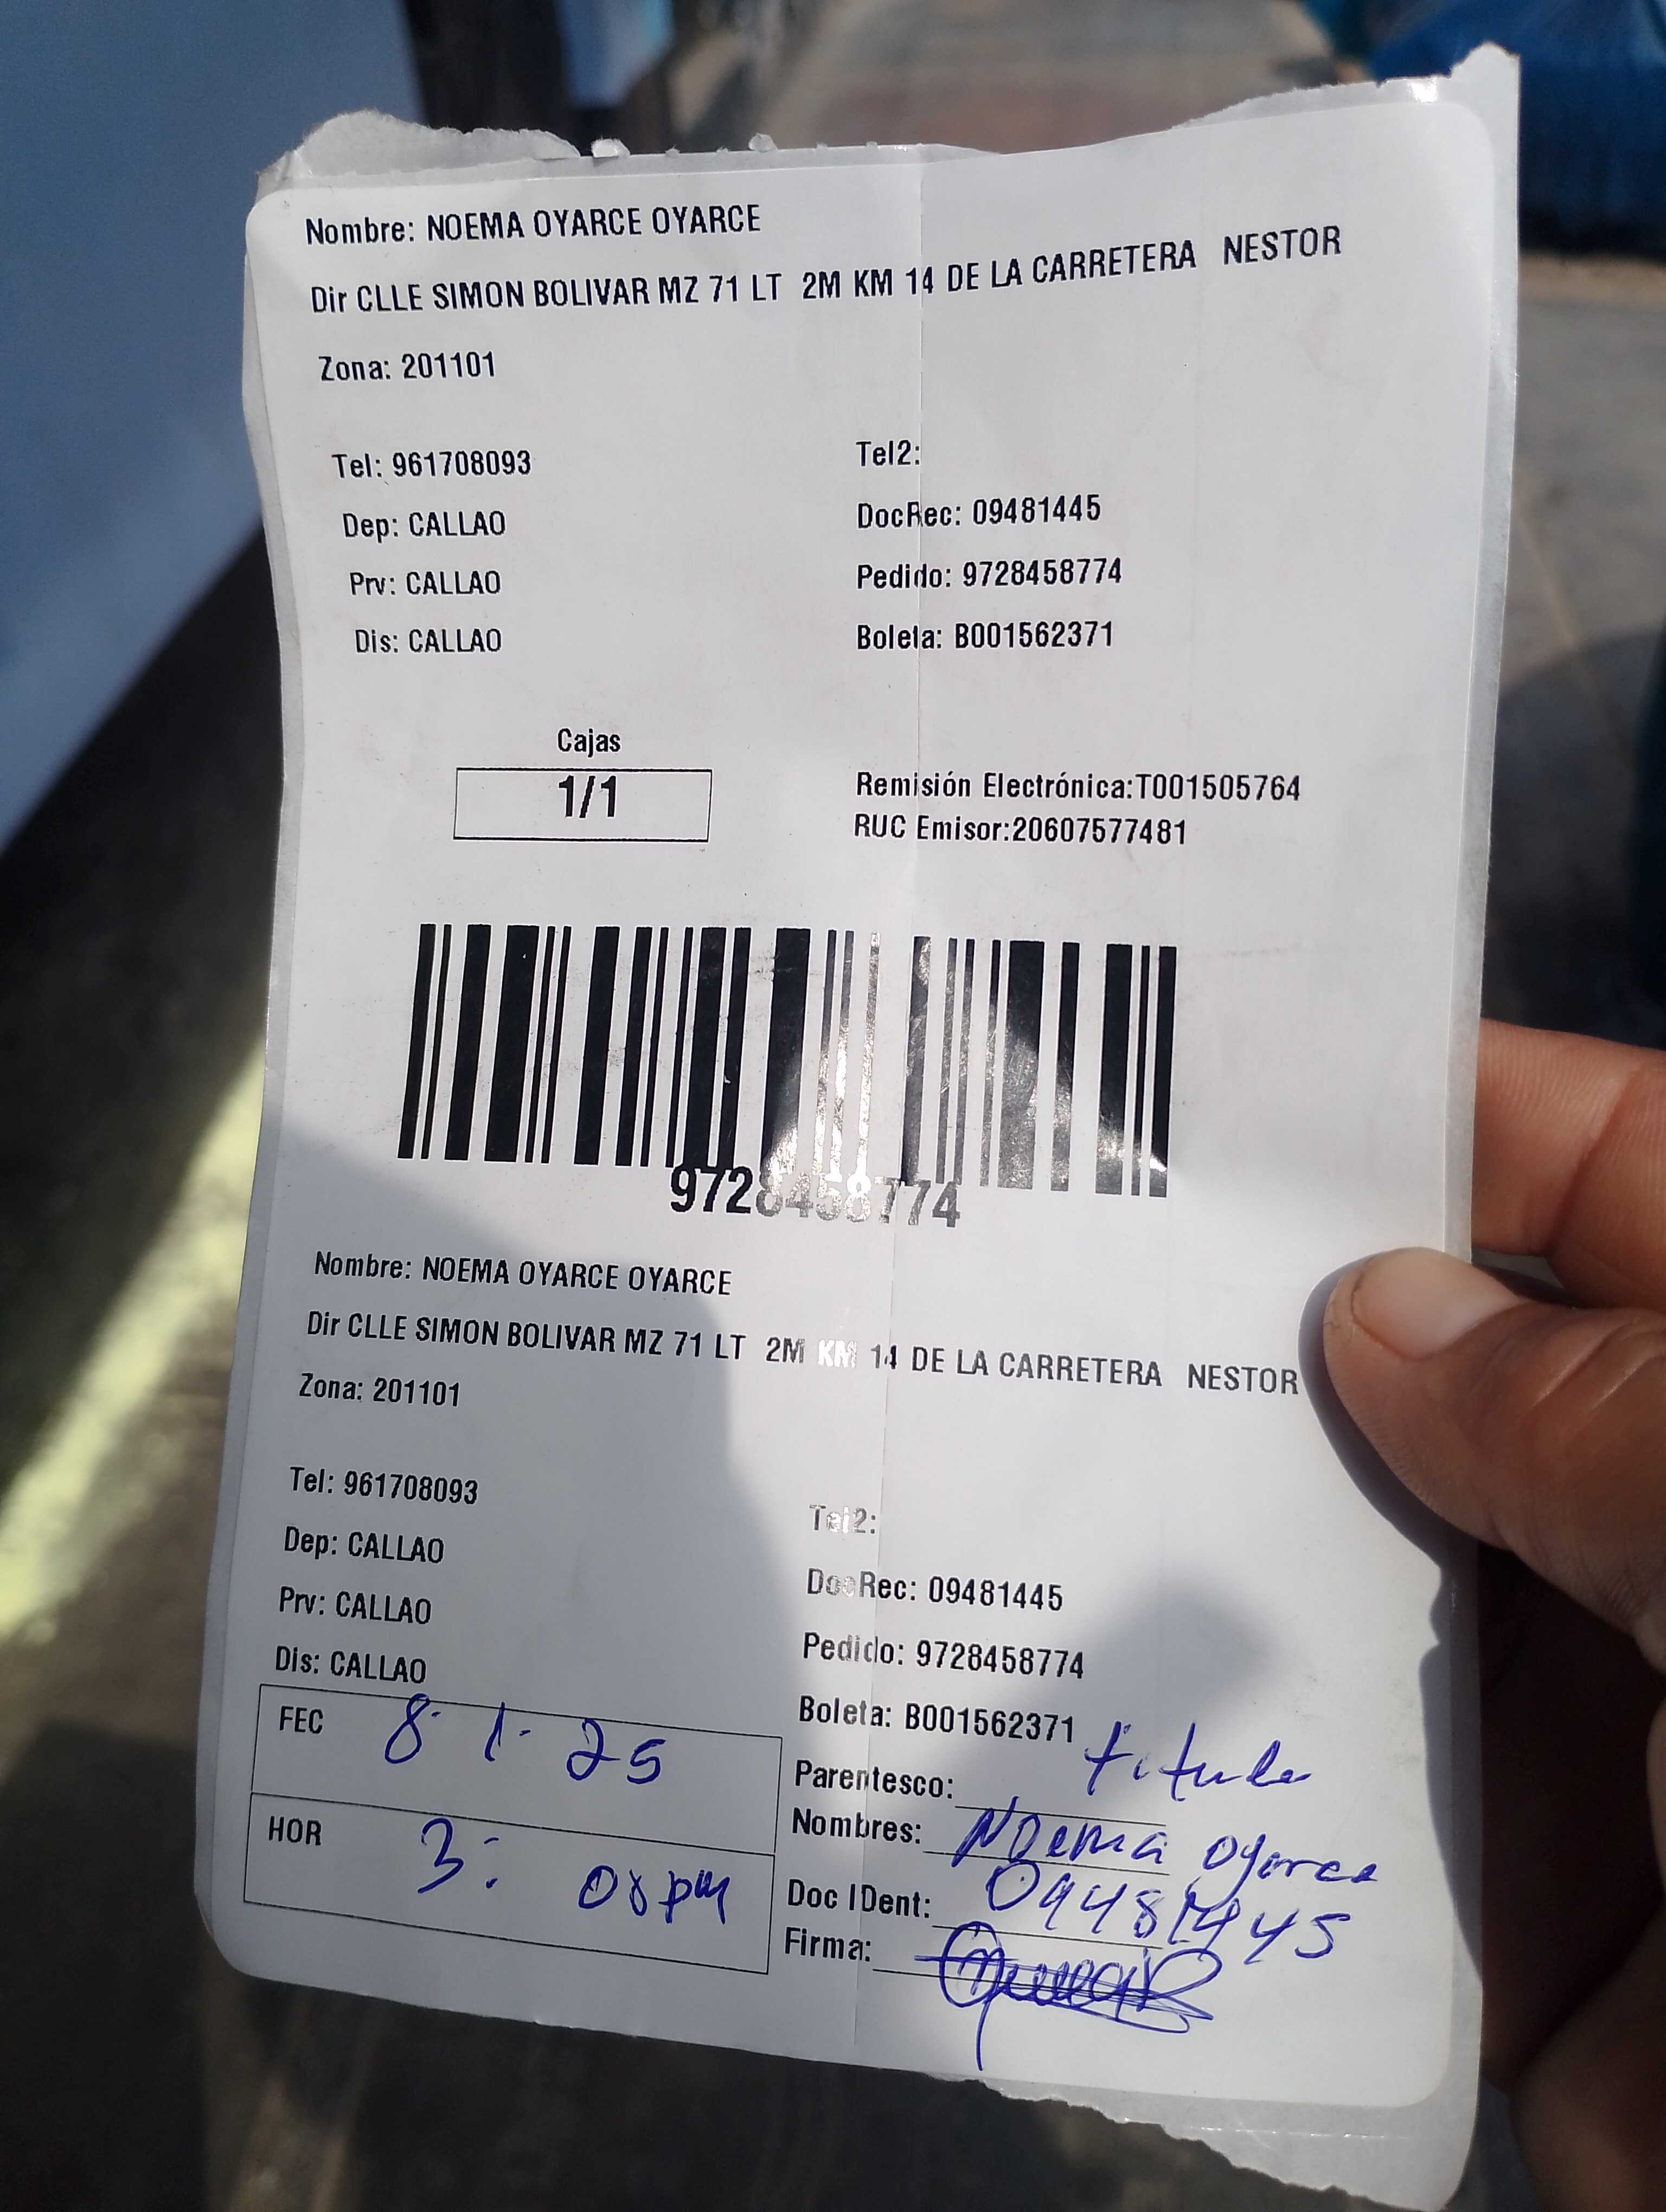 Nombre: NOEMA OYARCE OYARCE
Dir CLLE SIMON BOLIVAR MZ 71 LT 2M KM 14 DE LA CARRETERA NESTOR
Zona: 201101
Tel: 961708093
Tel2:
Dep: CALLAO
DocRec: 09481445
Prv: CALLAO
Pedido: 9728458774
Dis: CALLAO
Boleta: B001562371
Cajas
1/1
Remisión Electrónica:T001505764
RUC Emisor:20607577481
9728458774
Nombre: NOEMA OYARCE OYARCE
Dir CLLE SIMON BOLIVAR MZ 71 LT 2M KM 14 DE LA CARRETERA NESTOR
Zona: 201101
Tel: 961708093
Tel2:
Dep: CALLAO
DocRec: 09481445
Prv: CALLAO
Pedido: 9728458774
Dis: CALLAO
Boleta: B001562371
FEC 8 - 1 - 25
HOR 3: 08 pm
Parentesco: titular
Nombres: Noema Oyarce
Doc IDent: 09481445
Firma: